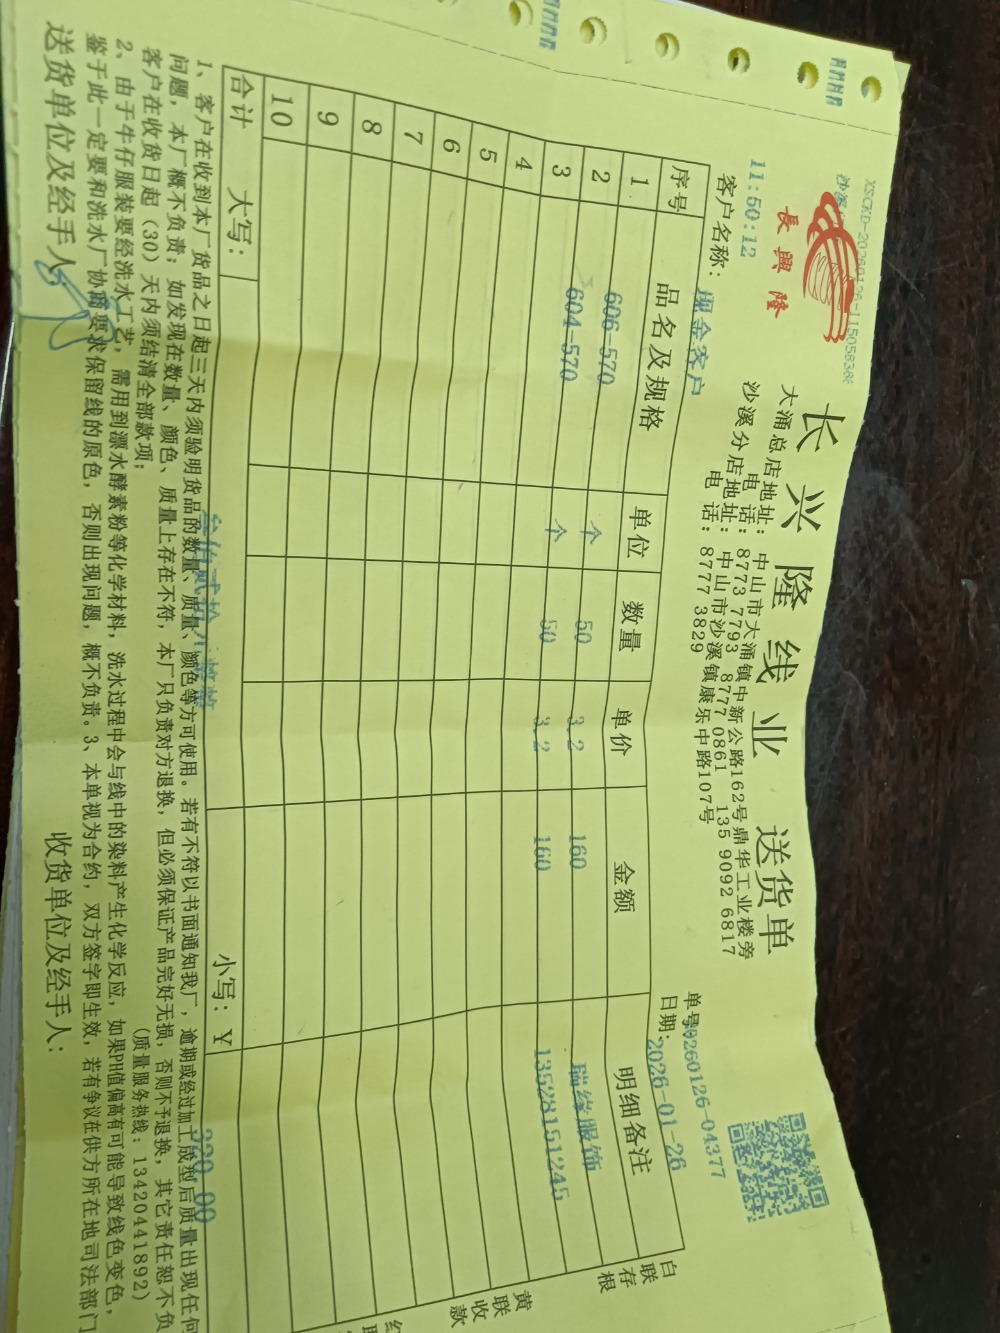 XSCKD-20260126-115058388
長興隆
长兴隆线业 送货单
大涌总店地址：中山市大涌镇中新公路162号鼎华工业楼旁
电 话：8773 7793 8777 0861 135 9092 6817
沙溪分店地址：中山市沙溪镇康乐中路107号
电 话：8777 3829
11:50:12
单号 20260126-04377
客户名称：现金客户
日期：2026-01-26
序号 品名及规格 单位 数量 单价 金额 明细备注
1 606-570 个 50 3.2 160 瑞缘服饰
2 604-570 个 50 3.2 160 13528151245
3
4
5
6
7
8
9
10
合计 大写： 叁佰贰拾 小写：￥ 320.00
1、客户在收到本厂货品之日起三天内须验明货品的数量、质量、颜色等方可使用。若有不符以书面通知我厂，逾期或经过加工成型后质量出现任何
问题，本厂概不负责；如发现在数量、颜色、质量上存在不符，本厂只负责对方退换，但必须保证产品完好无损，否则不予退换，其它责任恕不负
客户在收货日起（30）天内须结清全部款项；
（质量服务热线：13420441892）
2、由于牛仔服装要经洗水工艺，需用到漂水酵素粉等化学材料，洗水过程中会与线中的染料产生化学反应，如果PH值偏高有可能导致线色变色，
鉴于此一定要和洗水厂协商要求保留线的原色，否则出现问题，概不负责。3、本单视为合约，双方签字即生效，若有争议在供方所在地司法部门
送货单位及经手人
收货单位及经手人：
白联存根
黄联收款